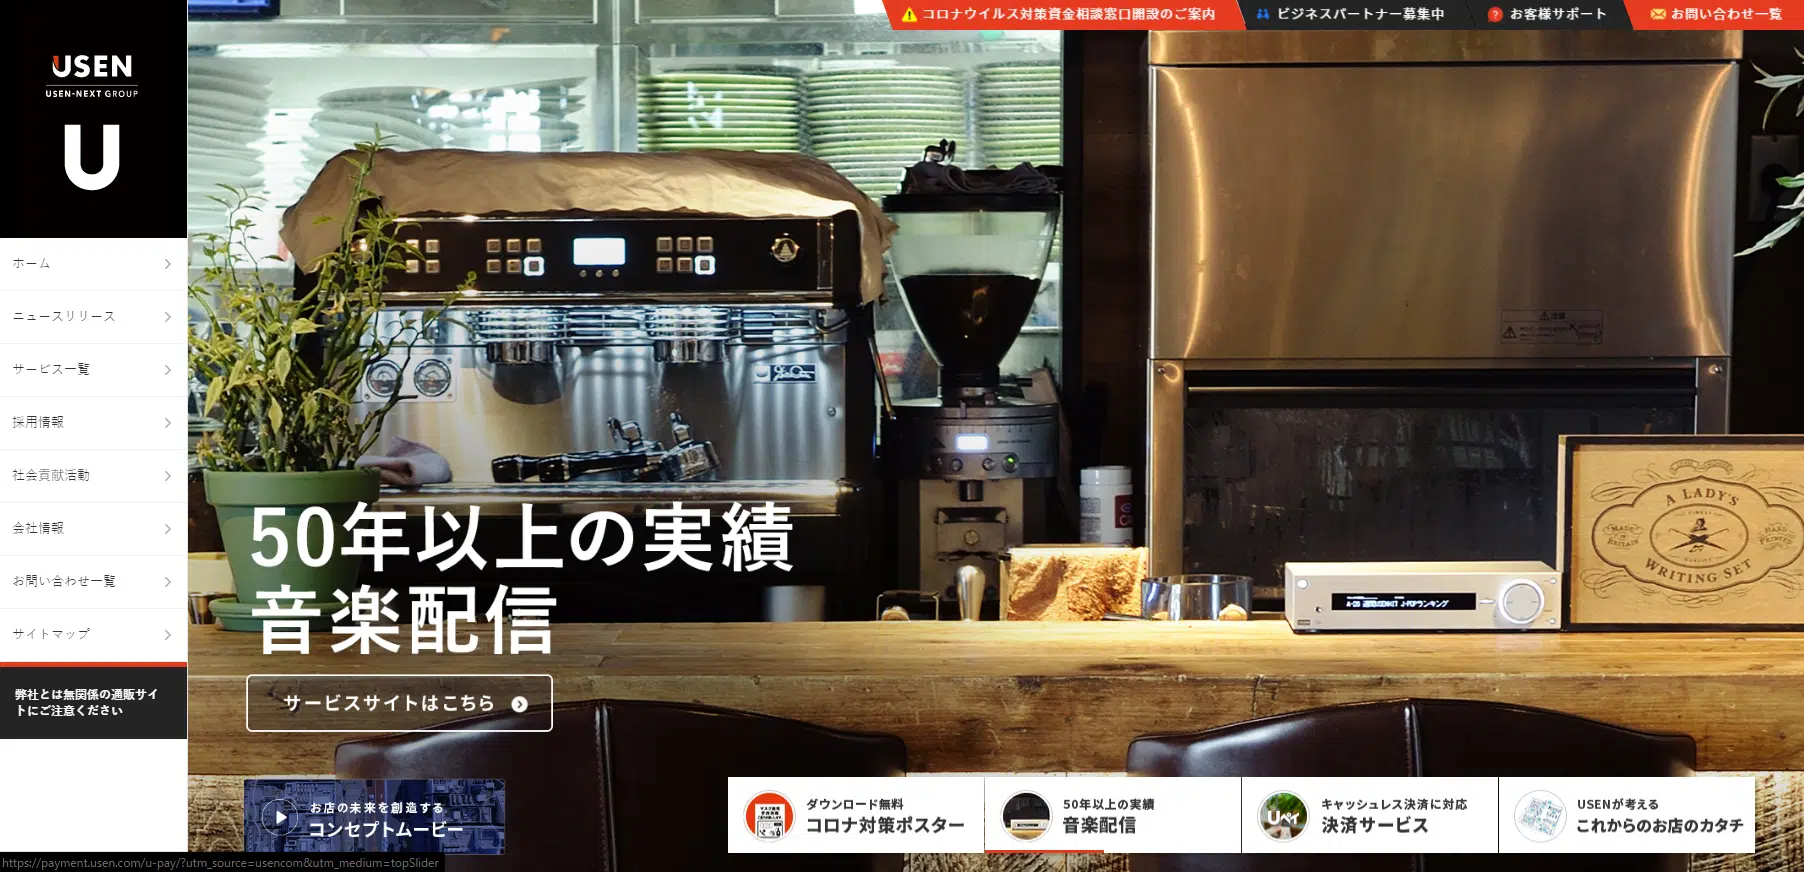 コロナウイルス対策資金相談窓口開設のご案内
ビジネスパートナー募集中
お客様サポート
お問い合わせ一覧
USEN
USEN-NEXT GROUP
U
ホーム
ニュースリリース
サービス一覧
採用情報
社会貢献活動
会社情報
お問い合わせ一覧
サイトマップ
弊社とは無関係の通販サイ
トにご注意ください
A LADY'S
FINEST
MADE IN BRITAIN
WRITING SET
50年以上の実績
音楽配信
サービスサイトはこちら
お店の未来を創造する
コンセプトムービー
ダウンロード無料
コロナ対策ポスター
50年以上の実績
音楽配信
Uペイ
キャッシュレス決済に対応
決済サービス
USENが考える
これからのお店のカタチ
https://payment.usen.com/u-pay/?utm_source=usencom&utm_medium=topSlider